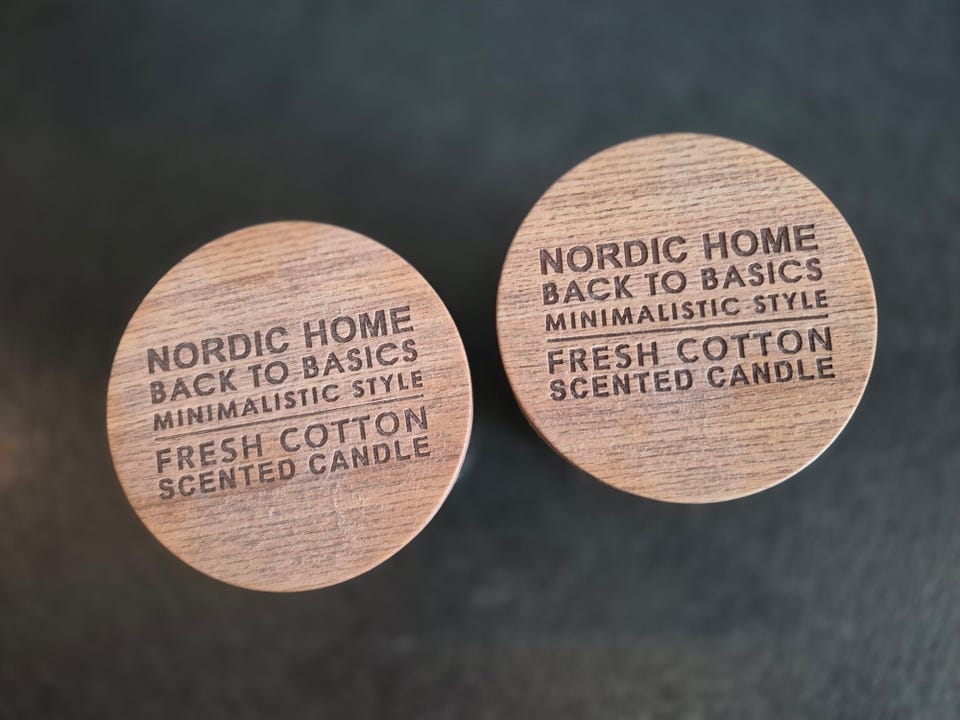 NORDIC HOME
BACK TO BASICS
MINIMALISTIC STYLE
FRESH COTTON
SCENTED CANDLE
NORDIC HOME
BACK TO BASICS
MINIMALISTIC STYLE
FRESH COTTON
SCENTED CANDLE